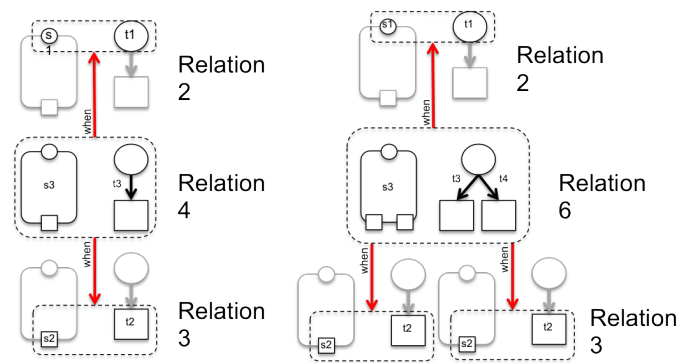 s
1
t1
Relation
2
when
s3
t3
Relation
4
when
Relation
3
s2
t2
s1
t1
Relation
2
when
s3
t3
t4
Relation
6
when
when
s2
t2
s2
t2
Relation
3